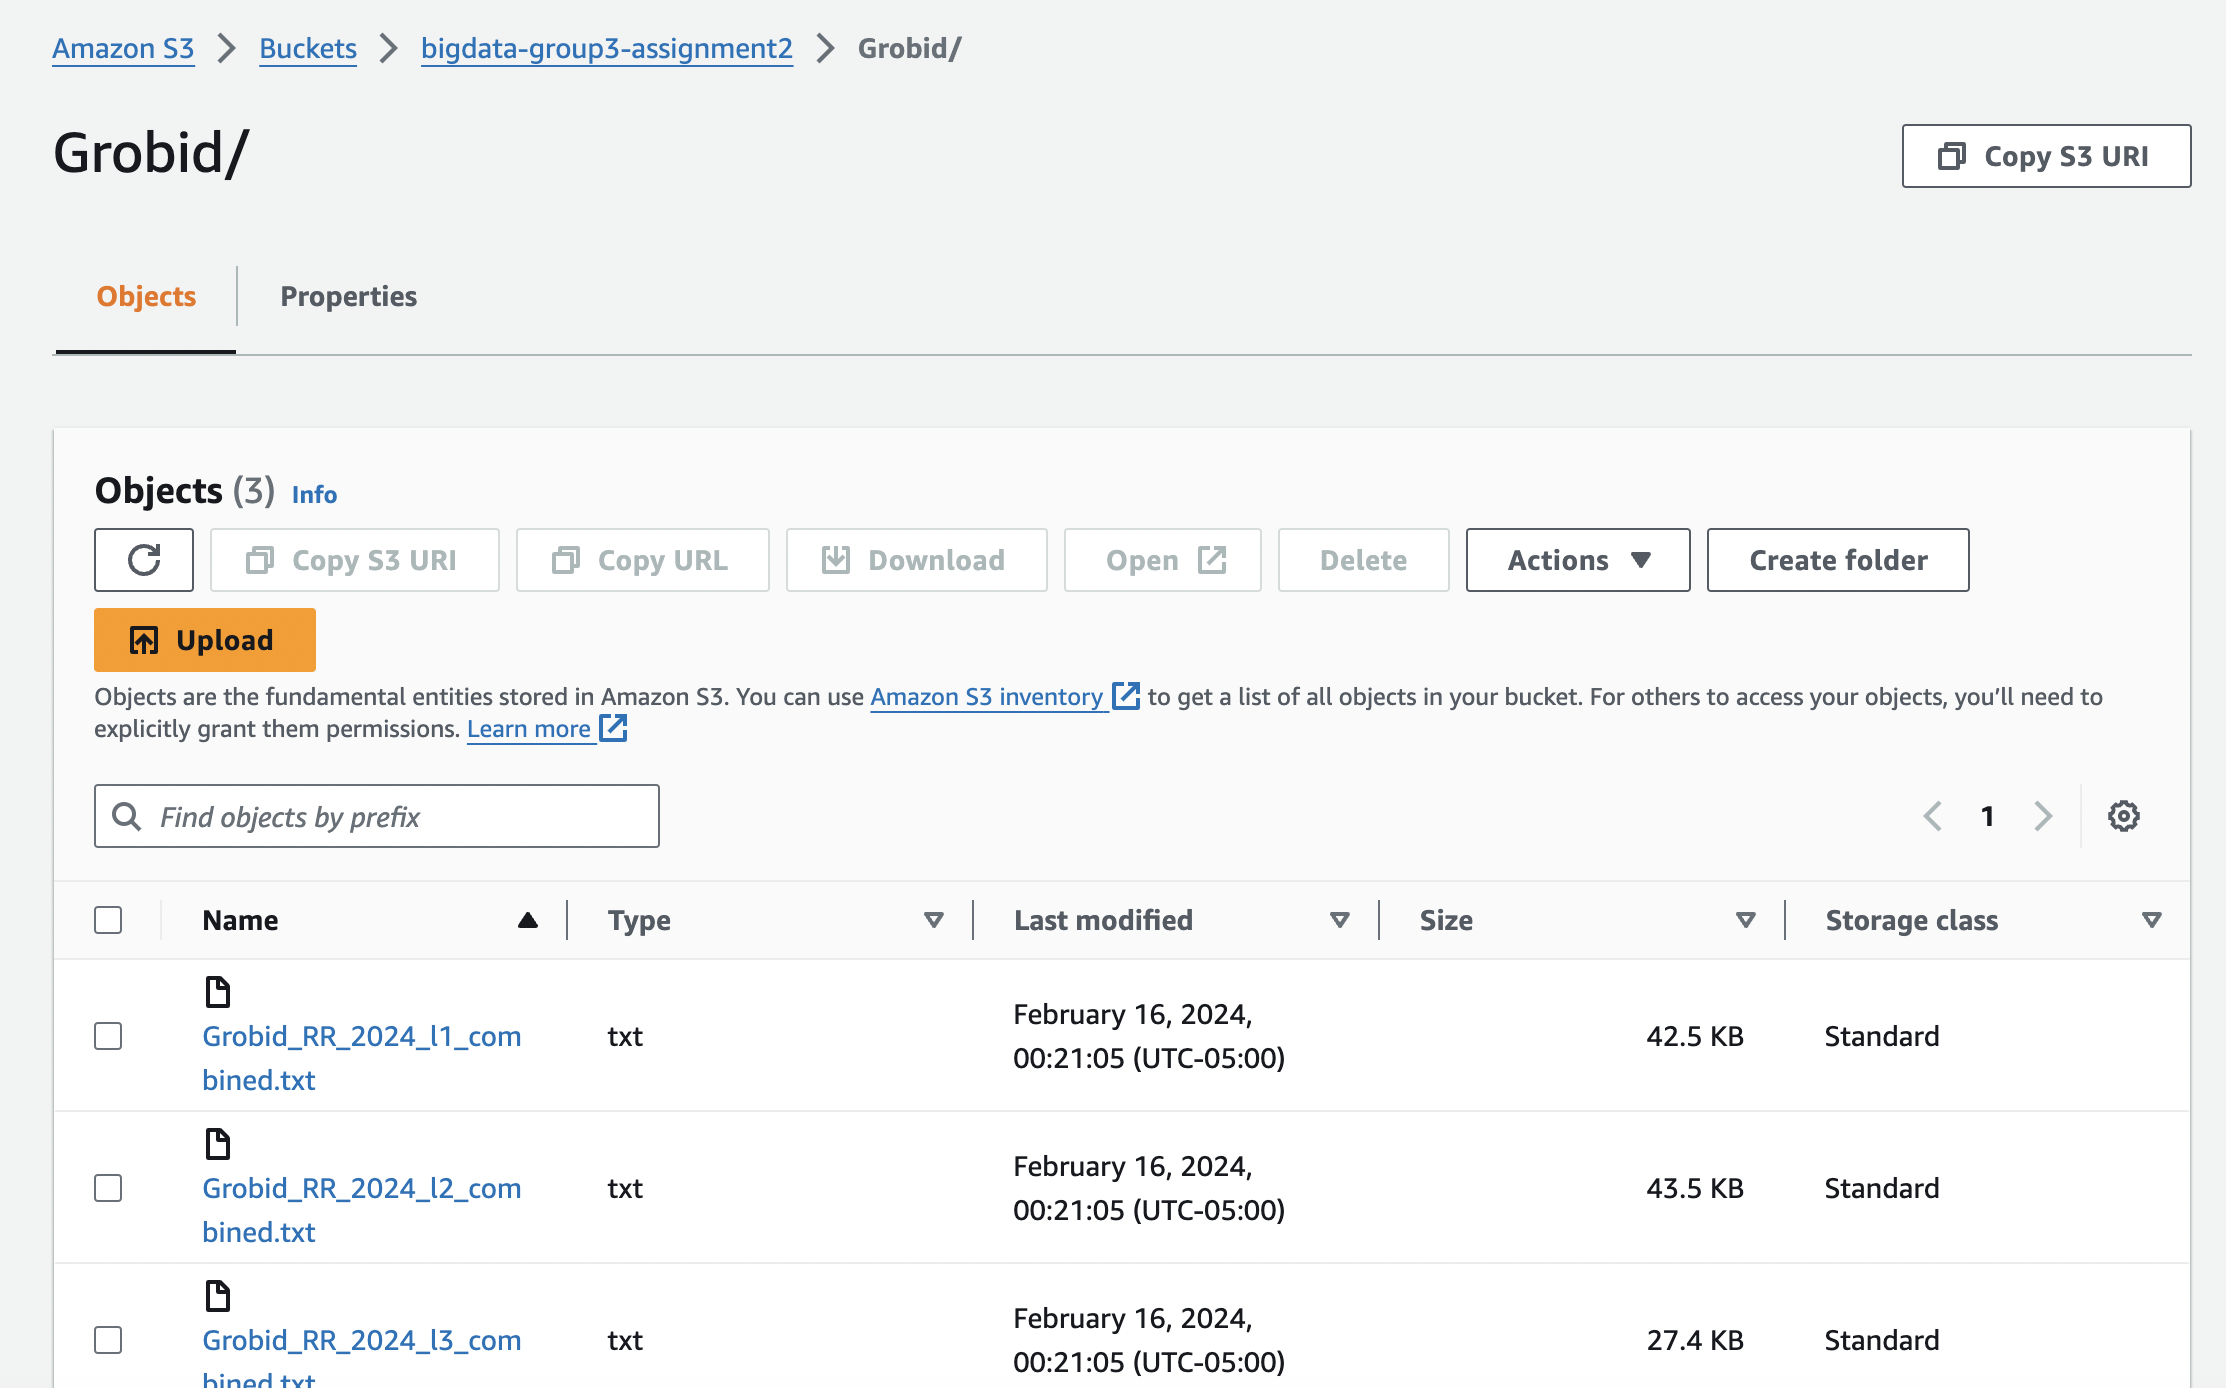 Amazon S3 > Buckets > bigdata-group3-assignment2 > Grobid/
Grobid/
Copy S3 URI
Objects
Properties
Objects (3) Info
Copy S3 URI
Copy URL
Download
Open
Delete
Actions
Create folder
Upload
Objects are the fundamental entities stored in Amazon S3. You can use Amazon S3 inventory to get a list of all objects in your bucket. For others to access your objects, you’ll need to
explicitly grant them permissions. Learn more
Find objects by prefix
1
Name Type Last modified Size Storage class
Grobid_RR_2024_l1_com
bined.txt
txt
February 16, 2024,
00:21:05 (UTC-05:00)
42.5 KB
Standard
Grobid_RR_2024_l2_com
bined.txt
txt
February 16, 2024,
00:21:05 (UTC-05:00)
43.5 KB
Standard
Grobid_RR_2024_l3_com
bined.txt
txt
February 16, 2024,
00:21:05 (UTC-05:00)
27.4 KB
Standard